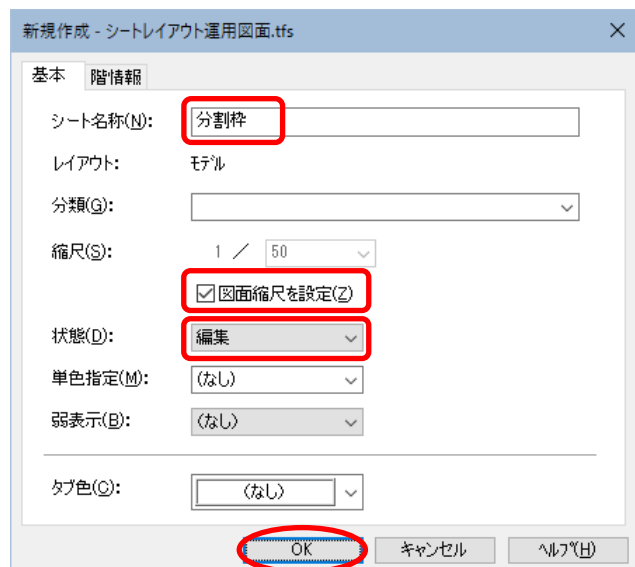 新規作成 - シートレイアウト運用図面.tfs
基本 階情報
シート名称(N): 分割枠
レイアウト: ﾓﾃﾞﾙ
分類(G):
縮尺(S): 1 ／ 50
図面縮尺を設定(Z)
状態(D): 編集
単色指定(M): (なし)
弱表示(B): (なし)
タブ色(C): (なし)
OK キャンセル ﾍﾙﾌﾟ(H)